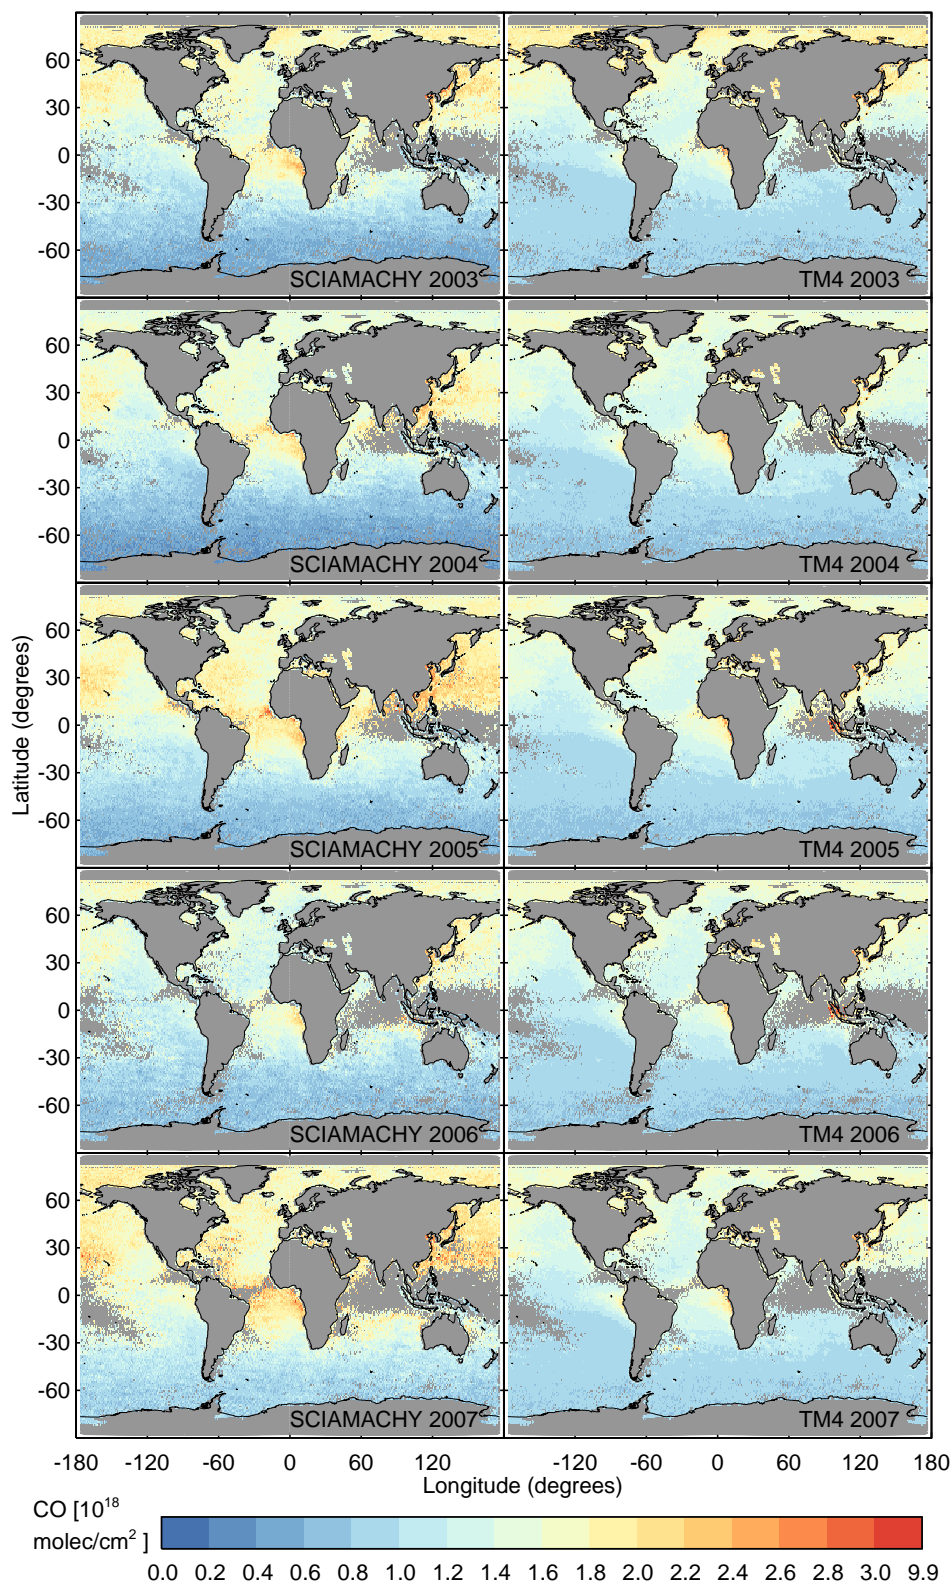 60
30
0
-30
-60
SCIAMACHY 2003
TM4 2003
60
30
0
-30
-60
SCIAMACHY 2004
TM4 2004
Latitude (degrees)
60
30
0
-30
-60
SCIAMACHY 2005
TM4 2005
60
30
0
-30
-60
SCIAMACHY 2006
TM4 2006
60
30
0
-30
-60
SCIAMACHY 2007
TM4 2007
-180 -120 -60 0 60 120 -120 -60 0 60 120 180
Longitude (degrees)
CO [10^18
molec/cm^2 ]
0.0 0.2 0.4 0.6 0.8 1.0 1.2 1.4 1.6 1.8 2.0 2.2 2.4 2.6 2.8 3.0 9.9